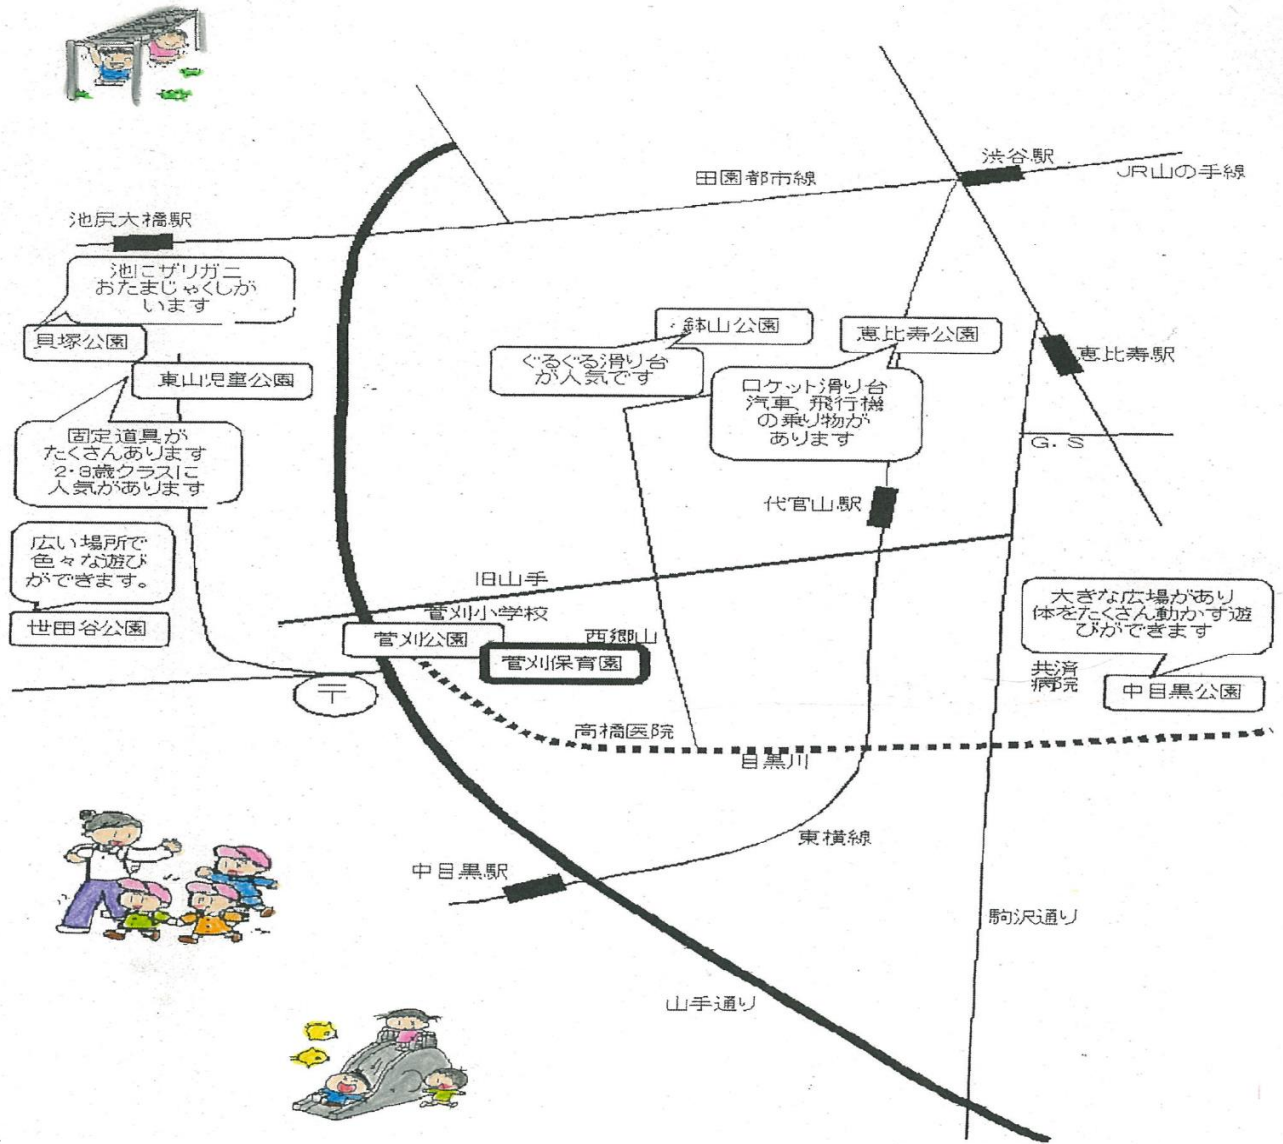 渋谷駅
JR山の手線
田園都市線
池尻大橋駅
池にザリガニ
おたまじゃくしが
います
貝塚公園
東山児童公園
固定道具が
たくさんあります
2・3歳クラスに
人気があります
広い場所で
色々な遊び
ができます。
世田谷公園
鉢山公園
ぐるぐる滑り台
が人気です
恵比寿公園
ロケット滑り台
汽車、飛行機
の乗り物が
あります
恵比寿駅
G.S
代官山駅
旧山手
菅刈小学校
菅刈公園
西郷山
菅刈保育園
〒
大きな広場があり
体をたくさん動かす遊
びができます
共済
病院
中目黒公園
高橋医院
目黒川
東横線
中目黒駅
駒沢通り
山手通り